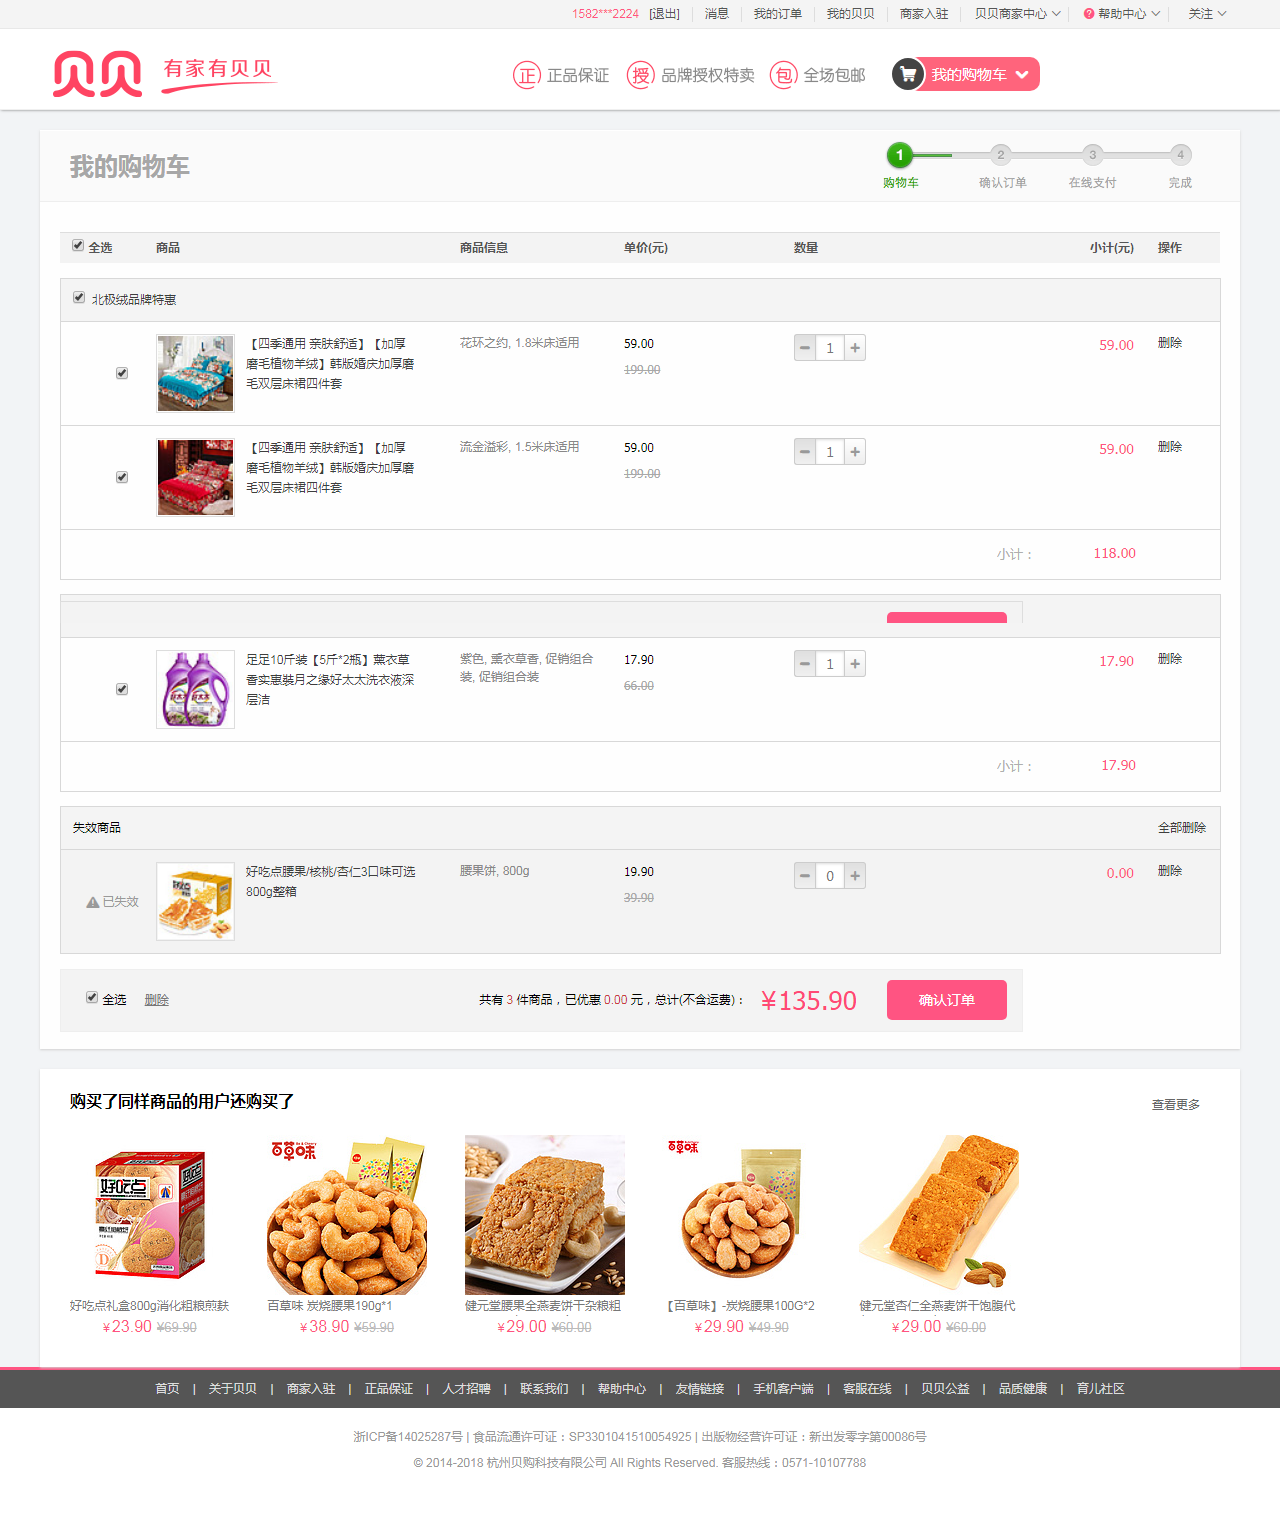 1582***2224 [退出] 消息 我的订单 我的贝贝 商家入驻 贝贝商家中心 帮助中心 关注
贝贝 有家有贝贝 正 正品保证 授 品牌授权特卖 包 全场包邮 我的购物车
我的购物车
1 2 3 4
购物车 确认订单 在线支付 完成
全选 商品 商品信息 单价(元) 数量 小计(元) 操作
北极绒品牌特惠
【四季通用 亲肤舒适】【加厚 花环之约, 1.8米床适用 59.00 1 59.00 删除
磨毛植物羊绒】韩版婚庆加厚磨 199.00
毛双层床裙四件套
【四季通用 亲肤舒适】【加厚 流金溢彩, 1.5米床适用 59.00 1 59.00 删除
磨毛植物羊绒】韩版婚庆加厚磨 199.00
毛双层床裙四件套
小计： 118.00
足足10斤装【5斤*2瓶】薰衣草 紫色, 熏衣草香, 促销组合 17.90 1 17.90 删除
香实惠装月之缘好太太洗衣液深 装, 促销组合装 66.00
层洁
小计： 17.90
失效商品 全部删除
好吃点腰果/核桃/杏仁3口味可选 腰果饼, 800g 19.90 0 0.00 删除
800g整箱 39.90
已失效
全选 删除 共有 3 件商品，已优惠 0.00 元，总计(不含运费)： ¥135.90 确认订单
购买了同样商品的用户还购买了 查看更多
好吃点
百草味
百草味
好吃点礼盒800g消化粗粮煎麸 百草味 炭烧腰果190g*1 健元堂腰果全燕麦饼干杂粮粗 【百草味】-炭烧腰果100G*2 健元堂杏仁全燕麦饼干饱腹代
¥23.90 ¥69.90 ¥38.90 ¥59.90 ¥29.00 ¥60.00 ¥29.90 ¥49.90 ¥29.00 ¥60.00
首页 | 关于贝贝 | 商家入驻 | 正品保证 | 人才招聘 | 联系我们 | 帮助中心 | 友情链接 | 手机客户端 | 客服在线 | 贝贝公益 | 品质健康 | 育儿社区
浙ICP备14025287号 | 食品流通许可证：SP3301041510054925 | 出版物经营许可证：新出发零字第00086号
© 2014-2018 杭州贝购科技有限公司 All Rights Reserved. 客服热线：0571-10107788